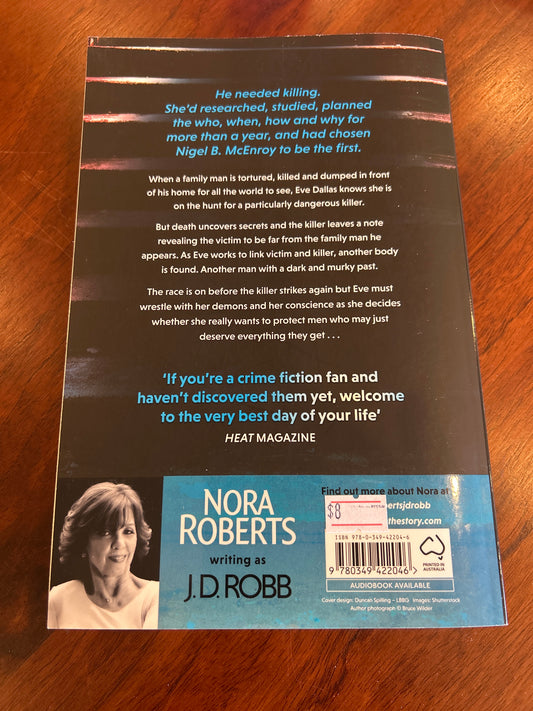 He needed killing.
She'd researched, studied, planned
the who, when, how and why for
more than a year, and had chosen
Nigel B. McEnroy to be the first.
When a family man is tortured, killed and dumped in front
of his home for all the world to see, Eve Dallas knows she is
on the hunt for a particularly dangerous killer.
But death uncovers secrets and the killer leaves a note
revealing the victim to be far from the family man he
appears. As Eve works to link victim and killer, another body
is found. Another man with a dark and murky past.
The race is on before the killer strikes again but Eve must
wrestle with her demons and her conscience as she decides
whether she really wants to protect men who may just
deserve everything they get . . .
‘If you're a crime fiction fan and
haven't discovered them yet, welcome
to the very best day of your life’
HEAT MAGAZINE
NORA
ROBERTS
writing as
J.D. ROBB
Find out more about Nora at
ertsjdrobb
thestory.com
$8
ISBN 978-0-349-42204-6
9 780349 422046 >
PRINTED IN
AUSTRALIA
AUDIOBOOK AVAILABLE
Cover design: Duncan Spilling – LBBG Images: Shutterstock
Author photograph © Bruce Wilder